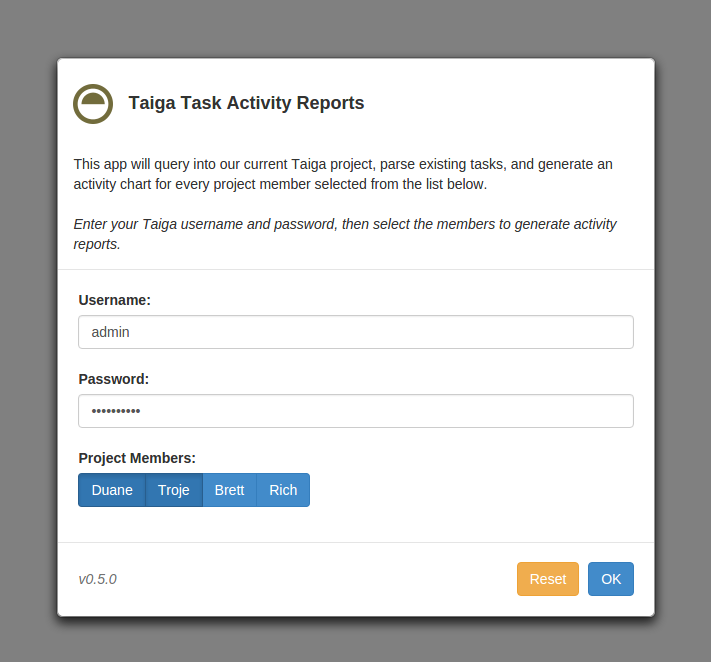 Taiga Task Activity Reports
This app will query into our current Taiga project, parse existing tasks, and generate an
activity chart for every project member selected from the list below.
Enter your Taiga username and password, then select the members to generate activity
reports.
Username:
admin
Password:
••••••••••
Project Members:
Duane Troje Brett Rich
v0.5.0 Reset OK